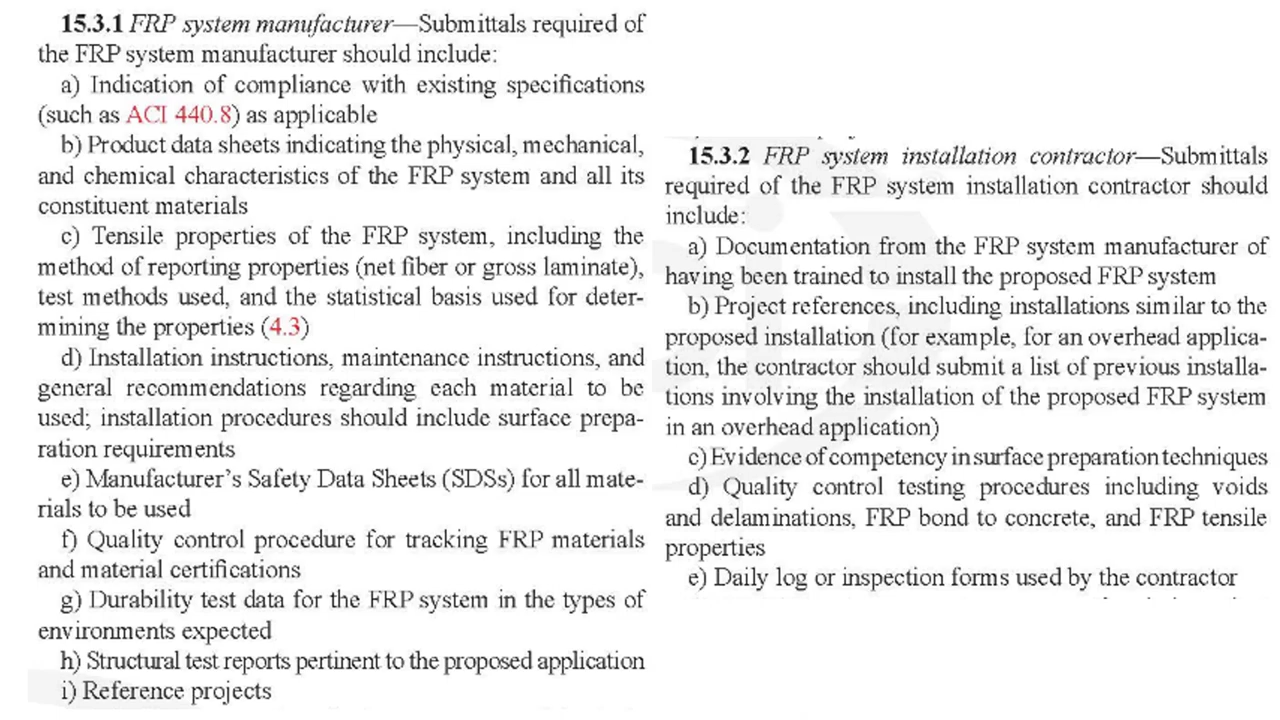 15.3.1 FRP system manufacturer—Submittals required of
the FRP system manufacturer should include:
a) Indication of compliance with existing specifications
(such as ACI 440.8) as applicable
b) Product data sheets indicating the physical, mechanical,
and chemical characteristics of the FRP system and all its
constituent materials
c) Tensile properties of the FRP system, including the
method of reporting properties (net fiber or gross laminate),
test methods used, and the statistical basis used for deter-
mining the properties (4.3)
d) Installation instructions, maintenance instructions, and
general recommendations regarding each material to be
used; installation procedures should include surface prepa-
ration requirements
e) Manufacturer's Safety Data Sheets (SDSs) for all mate-
rials to be used
f) Quality control procedure for tracking FRP materials
and material certifications
g) Durability test data for the FRP system in the types of
environments expected
h) Structural test reports pertinent to the proposed application
i) Reference projects
15.3.2 FRP system installation contractor—Submittals
required of the FRP system installation contractor should
include:
a) Documentation from the FRP system manufacturer of
having been trained to install the proposed FRP system
b) Project references, including installations similar to the
proposed installation (for example, for an overhead applica-
tion, the contractor should submit a list of previous installa-
tions involving the installation of the proposed FRP system
in an overhead application)
c) Evidence of competency in surface preparation techniques
d) Quality control testing procedures including voids
and delaminations, FRP bond to concrete, and FRP tensile
properties
e) Daily log or inspection forms used by the contractor